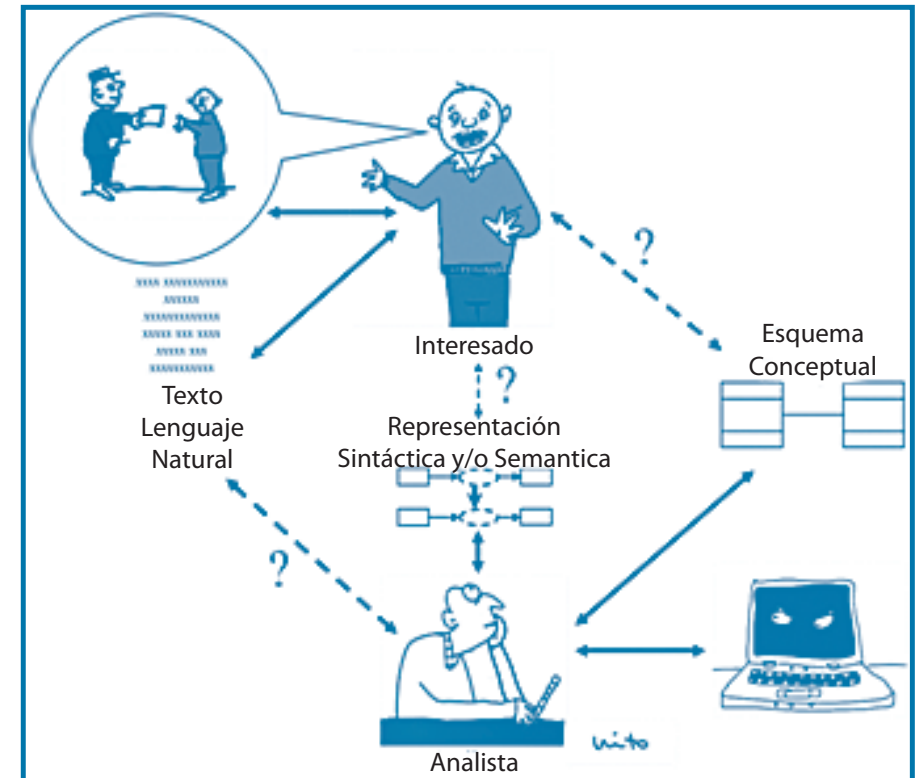 ?
Interesado
Esquema
Conceptual
Texto
Lenguaje
Natural
?
Representación
Sintáctica y/o Semantica
?
Analista